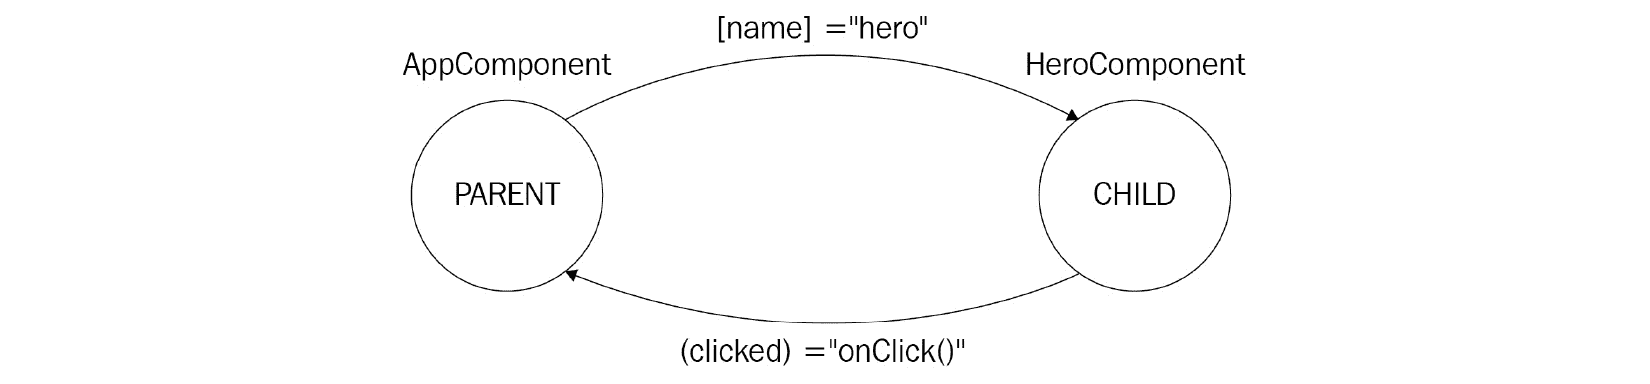 [name] ="hero"
AppComponent
HeroComponent
PARENT
CHILD
(clicked) ="onClick()"